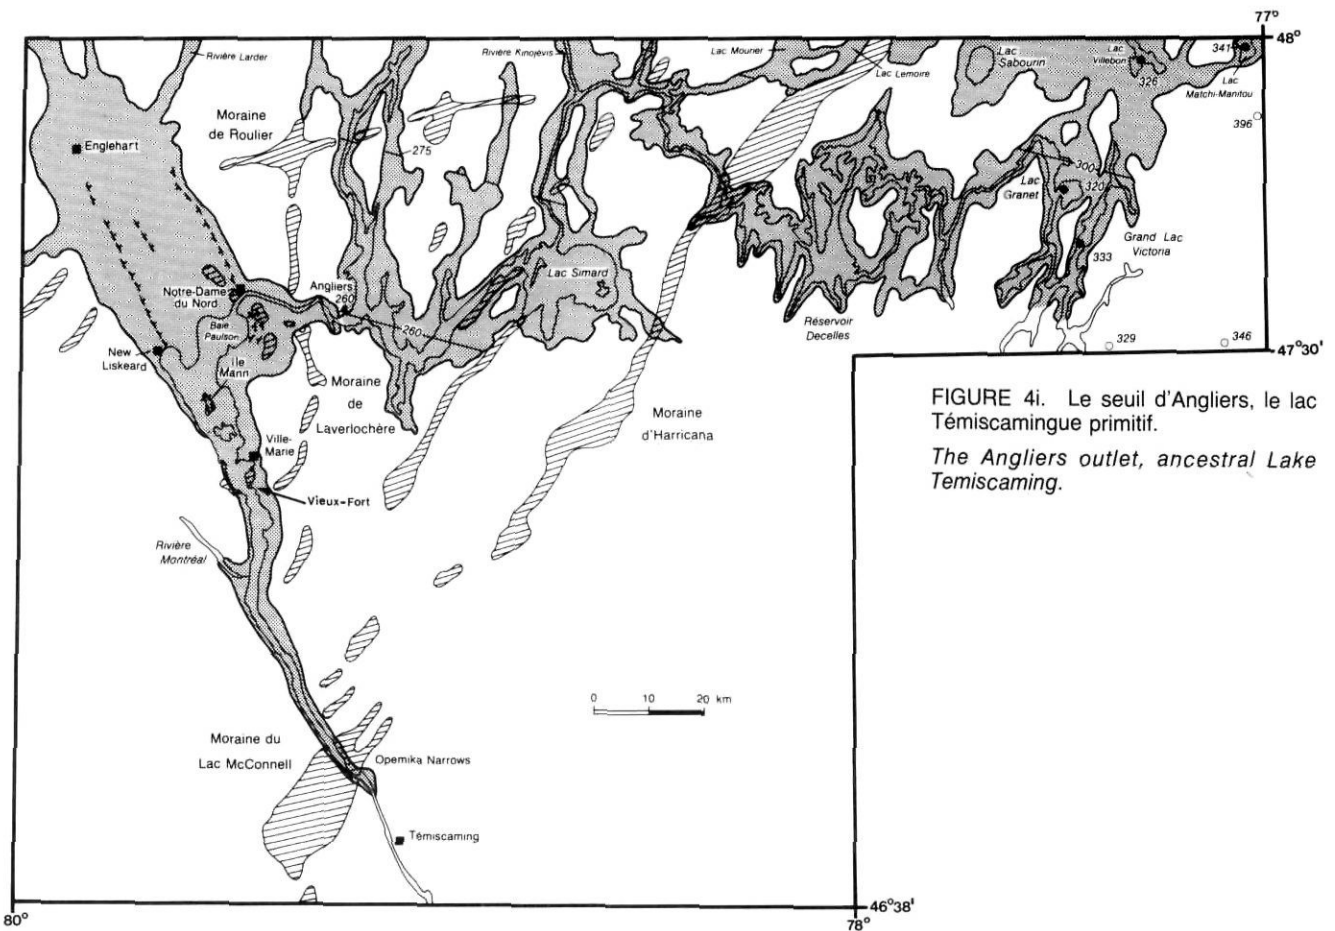 77°
48°
Rivière Larder
Rivière Kinojévis
Lac Mourier
Lac Lemoire
Lac
Sabourin
Lac
Villebon
326
341
Lac
Matchi-Manitou
396
Moraine
de Roulier
Englehart
275
300
Lac
Granet
320
Grand Lac
Victoria
333
Notre-Dame
du Nord
Angliers
260
Lac Simard
260
Baie
Paulson
New
Liskeard
Ile
Mann
Réservoir
Decelles
329
346
47°30'
Moraine
de
Laverlochère
Moraine
d'Harricana
Ville-
Marie
Vieux-Fort
Rivière
Montréal
FIGURE 4i. Le seuil d'Angliers, le lac
Témiscamingue primitif.
The Angliers outlet, ancestral Lake
Temiscaming.
0 10 20 km
Moraine du
Lac McConnell
Opemika Narrows
Témiscaming
80°
78°
46°38'